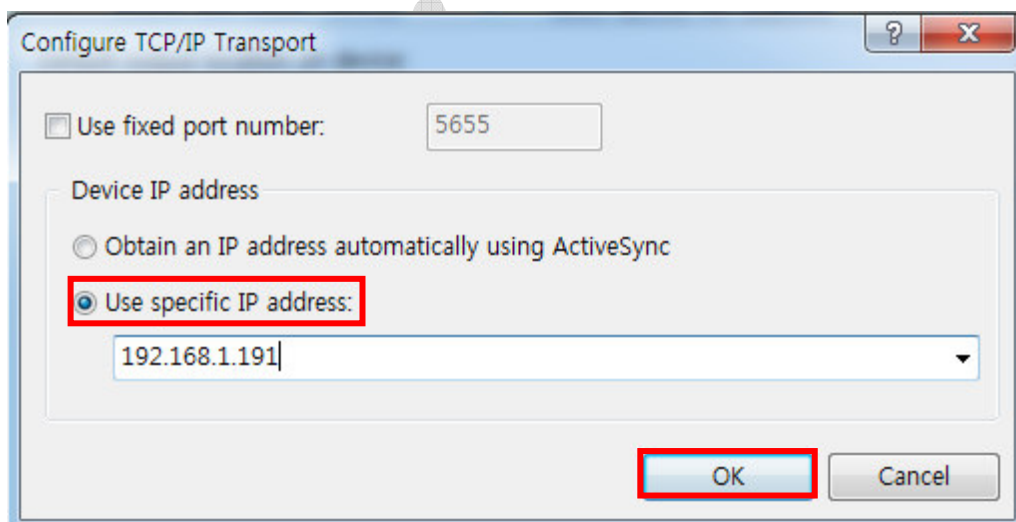 Configure TCP/IP Transport
Use fixed port number: 5655
Device IP address
Obtain an IP address automatically using ActiveSync
Use specific IP address:
192.168.1.191
OK Cancel